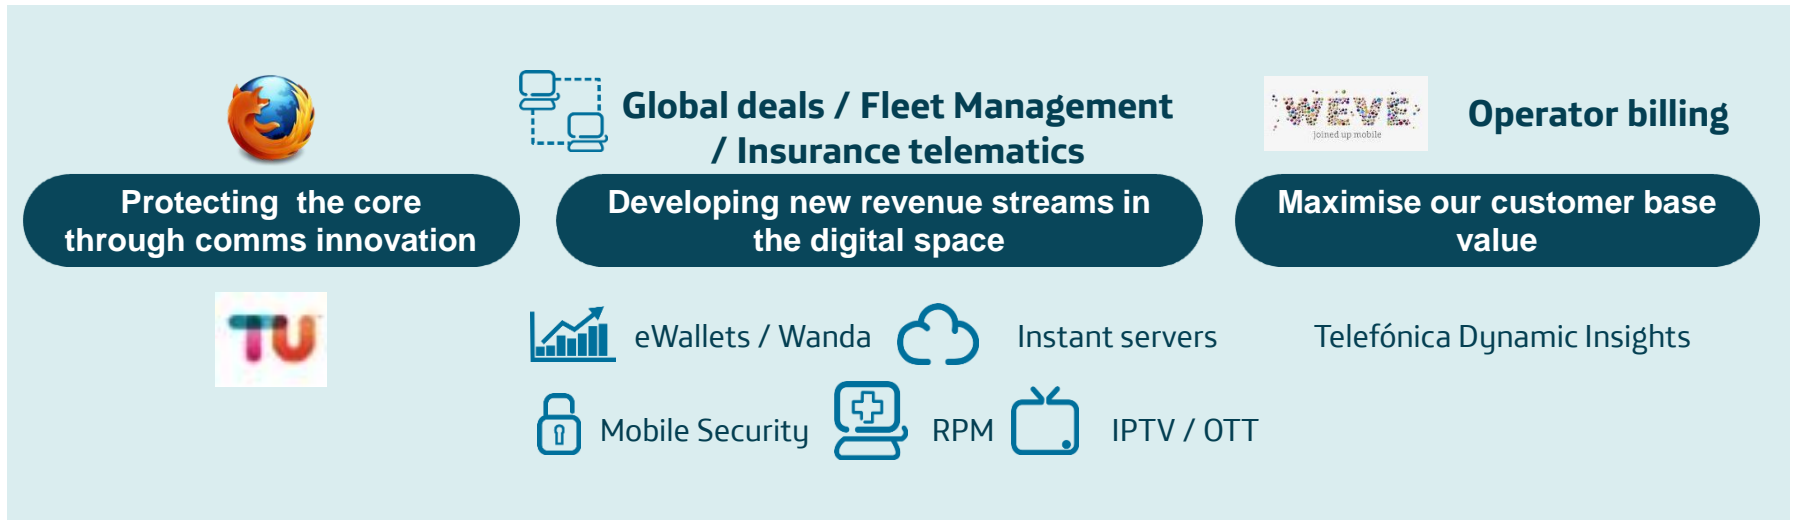 Global deals / Fleet Management
/ Insurance telematics
WEVE
joined up mobile
Operator billing
Protecting the core
through comms innovation
Developing new revenue streams in
the digital space
Maximise our customer base
value
TU
eWallets / Wanda
Instant servers
Telefónica Dynamic Insights
Mobile Security
RPM
IPTV / OTT